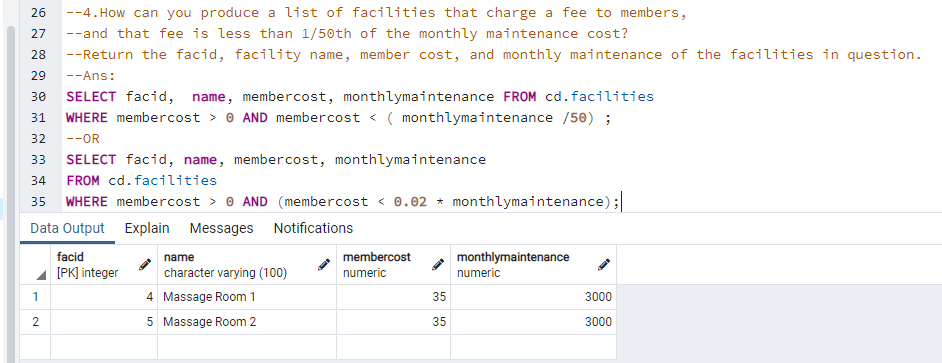 26 --4.How can you produce a list of facilities that charge a fee to members,
27 --and that fee is less than 1/50th of the monthly maintenance cost?
28 --Return the facid, facility name, member cost, and monthly maintenance of the facilities in question.
29 --Ans:
30 SELECT facid,  name, membercost, monthlymaintenance FROM cd.facilities
31 WHERE membercost > 0 AND membercost < ( monthlymaintenance /50) ;
32 --OR
33 SELECT facid, name, membercost, monthlymaintenance
34 FROM cd.facilities
35 WHERE membercost > 0 AND (membercost < 0.02 * monthlymaintenance);
Data Output Explain Messages Notifications
facid name membercost monthlymaintenance
[PK] integer character varying (100) numeric numeric
1 4 Massage Room 1 35 3000
2 5 Massage Room 2 35 3000